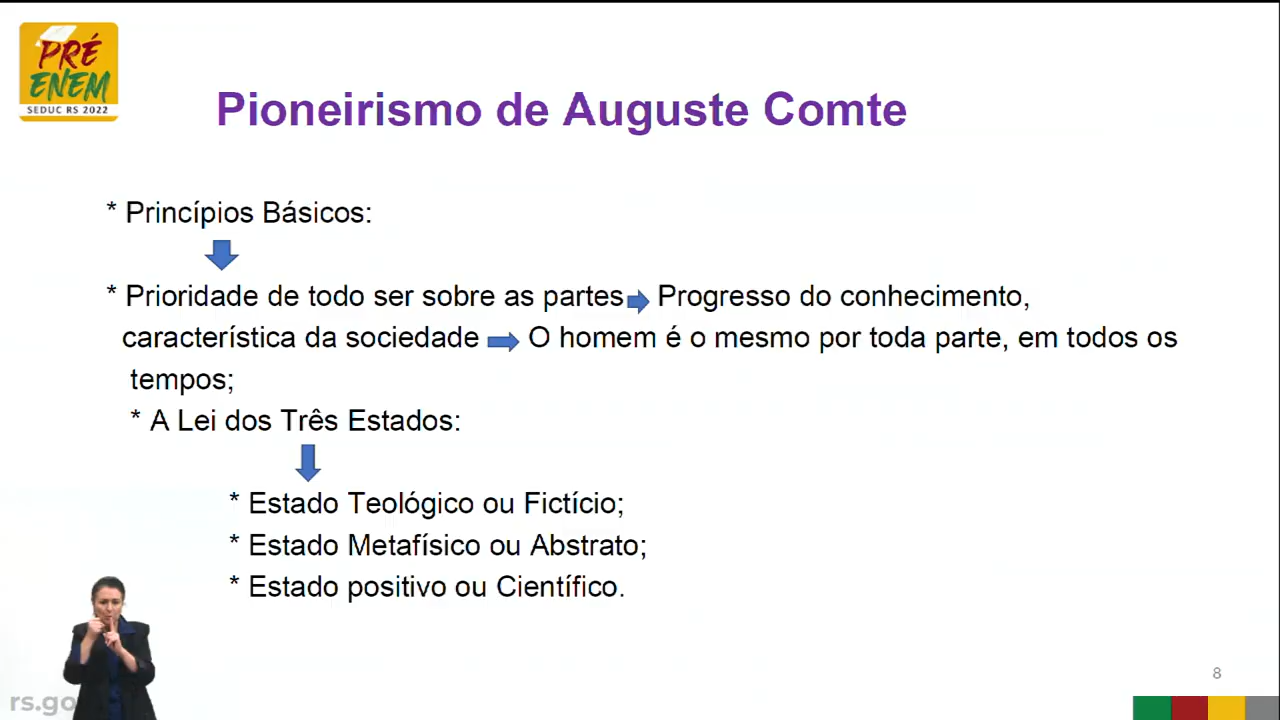 PRÉ
ENEM
SEDUC RS 2022
Pioneirismo de Auguste Comte
* Princípios Básicos:
* Prioridade de todo ser sobre as partes Progresso do conhecimento,
característica da sociedade O homem é o mesmo por toda parte, em todos os
tempos;
* A Lei dos Três Estados:
* Estado Teológico ou Fictício;
* Estado Metafísico ou Abstrato;
* Estado positivo ou Científico.
8
rs.go